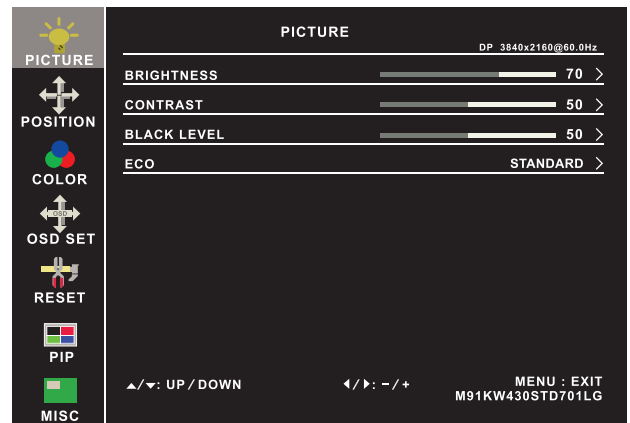 PICTURE
DP 3840x2160@60.0Hz
PICTURE
BRIGHTNESS 70 >
CONTRAST 50 >
BLACK LEVEL 50 >
ECO STANDARD >
POSITION
COLOR
OSD
OSD SET
RESET
PIP
MISC
▲/▼: UP / DOWN ◀/▶: − / + MENU : EXIT
M91KW430STD701LG